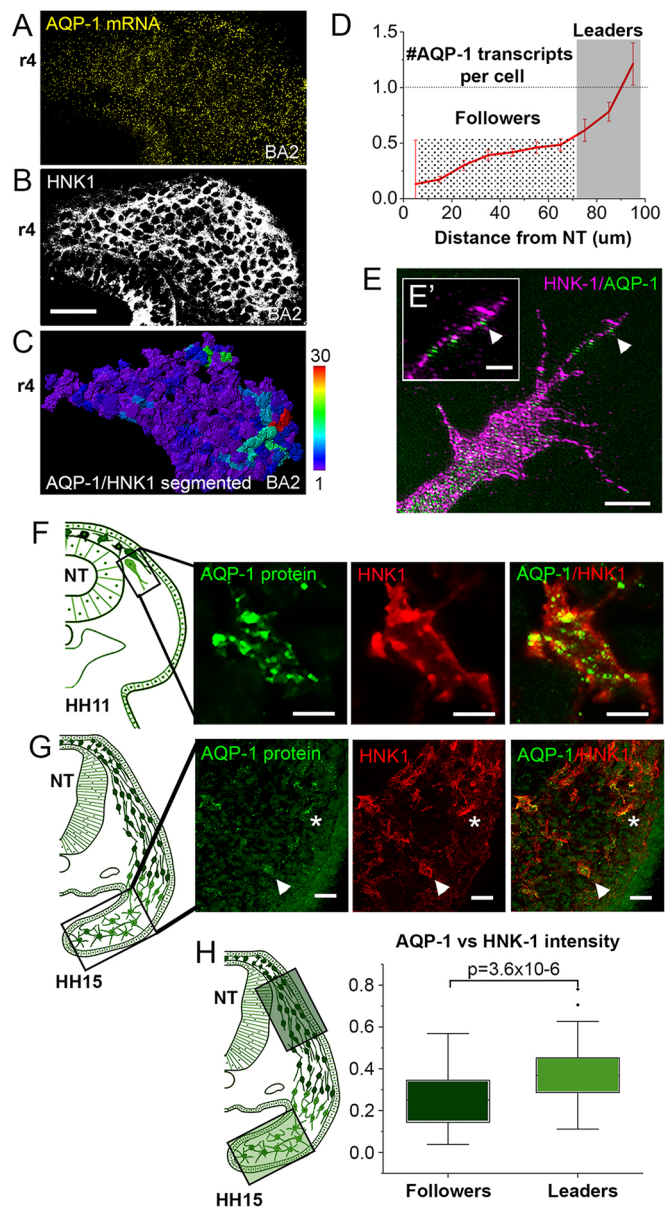 A
AQP-1 mRNA
r4
BA2
B
HNK1
r4
BA2
C
r4
30
1
AQP-1/HNK1 segmented
BA2
D
Leaders
#AQP-1 transcripts
per cell
Followers
1.5
1.0
0.5
0.0
0 20 40 60 80 100
Distance from NT (um)
E
E'
HNK-1/AQP-1
F
NT
HH11
AQP-1 protein
HNK1
AQP-1/HNK1
G
NT
HH15
AQP-1 protein
HNK1
AQP-1/HNK1
*
*
*
H
NT
HH15
AQP-1 vs HNK-1 intensity
p=3.6x10-6
0.8
0.6
0.4
0.2
0.0
Followers Leaders